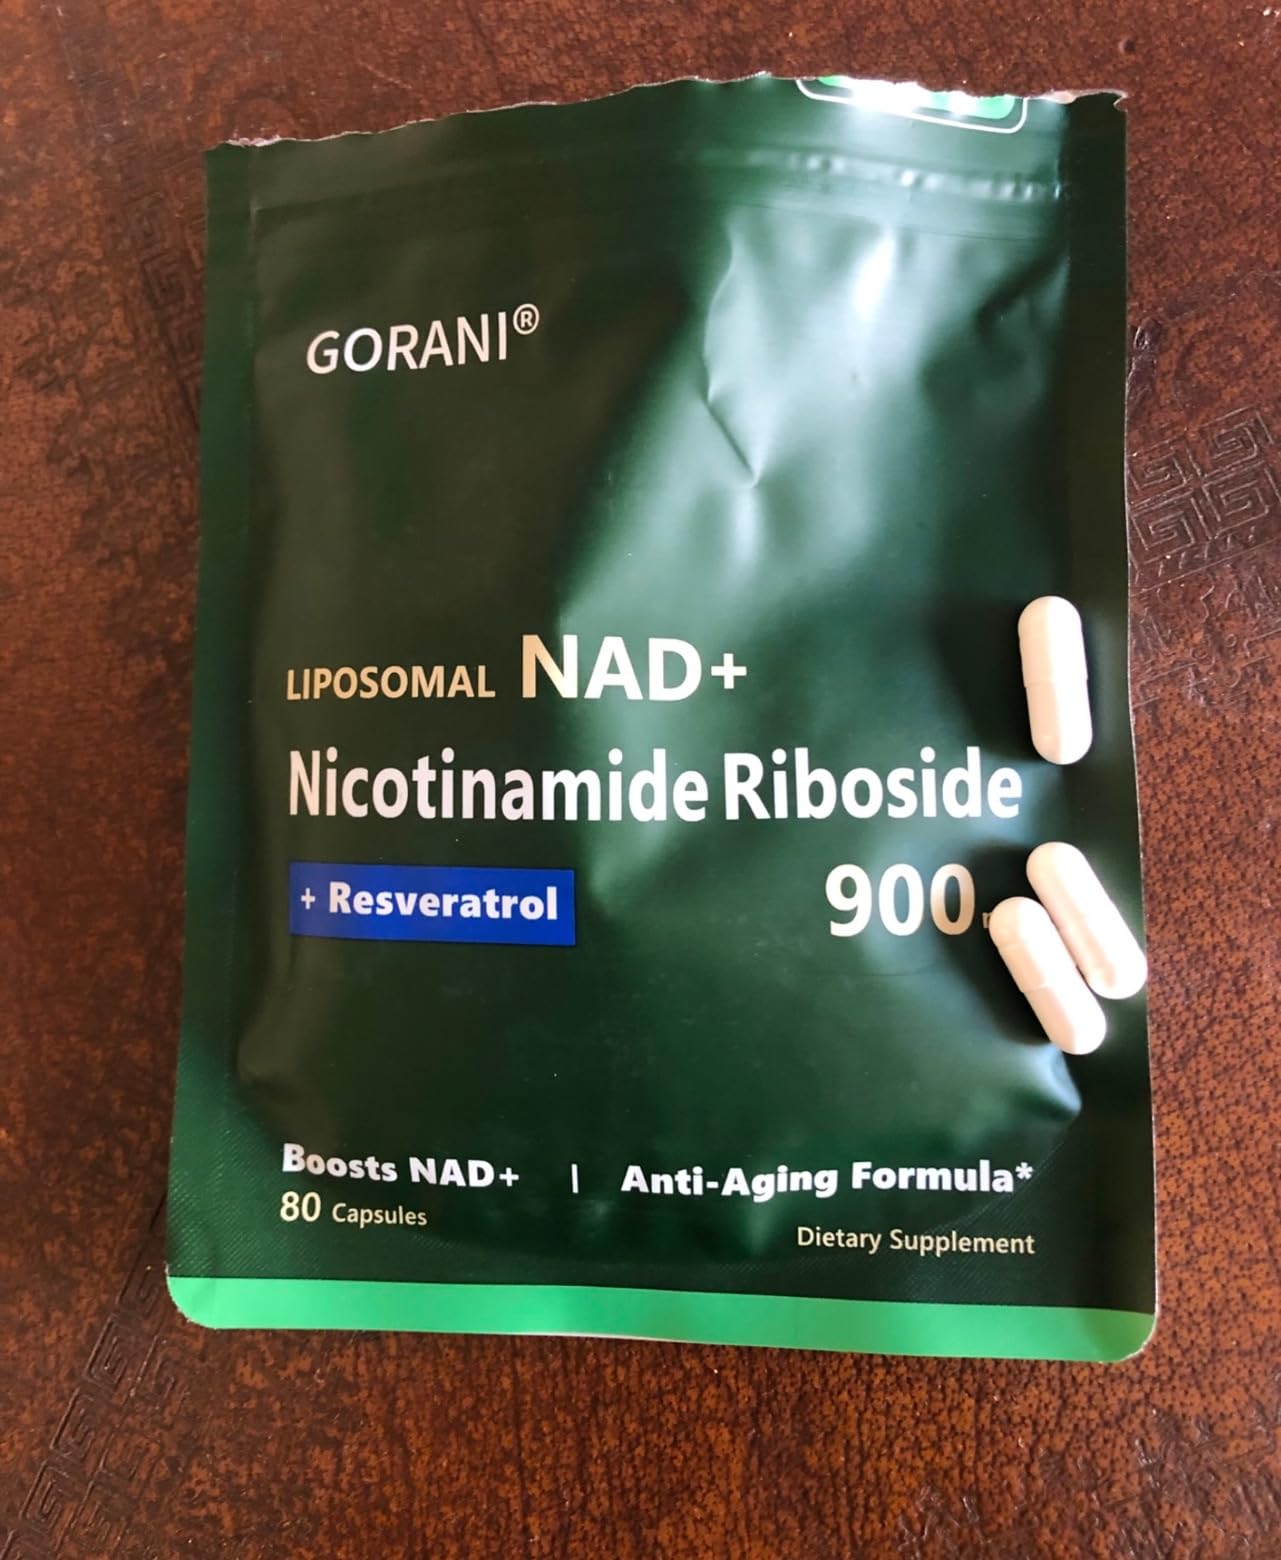 GORANI®
LIPOSOMAL NAD+
Nicotinamide Riboside
+ Resveratrol 900
Boosts NAD+ | Anti-Aging Formula*
80 Capsules
Dietary Supplement